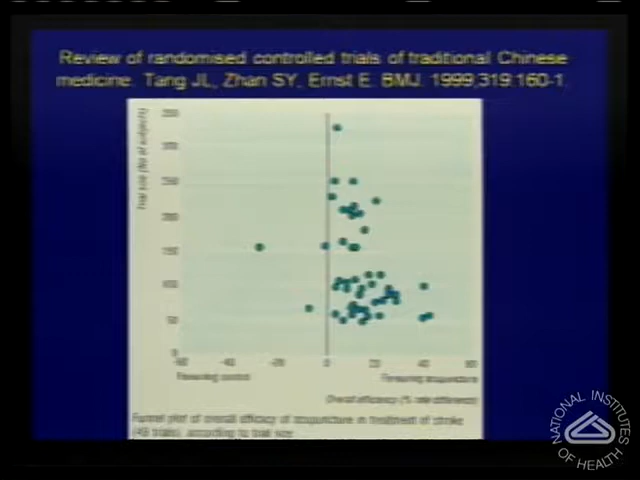 Review of randomised controlled trials of traditional Chinese
medicine. Tang JL, Zhan SY, Ernst E. BMJ. 1999;319:160-1.
Trial size (No of subjects)
350
300
250
200
150
100
50
0
-60 -40 -20 0 20 40 60
Favouring control Favouring acupuncture
Overall efficacy (% rate difference)
Funnel plot of overall efficacy of acupuncture in treatment of stroke
(49 trials), according to trial size
NATIONAL INSTITUTES
OF HEALTH